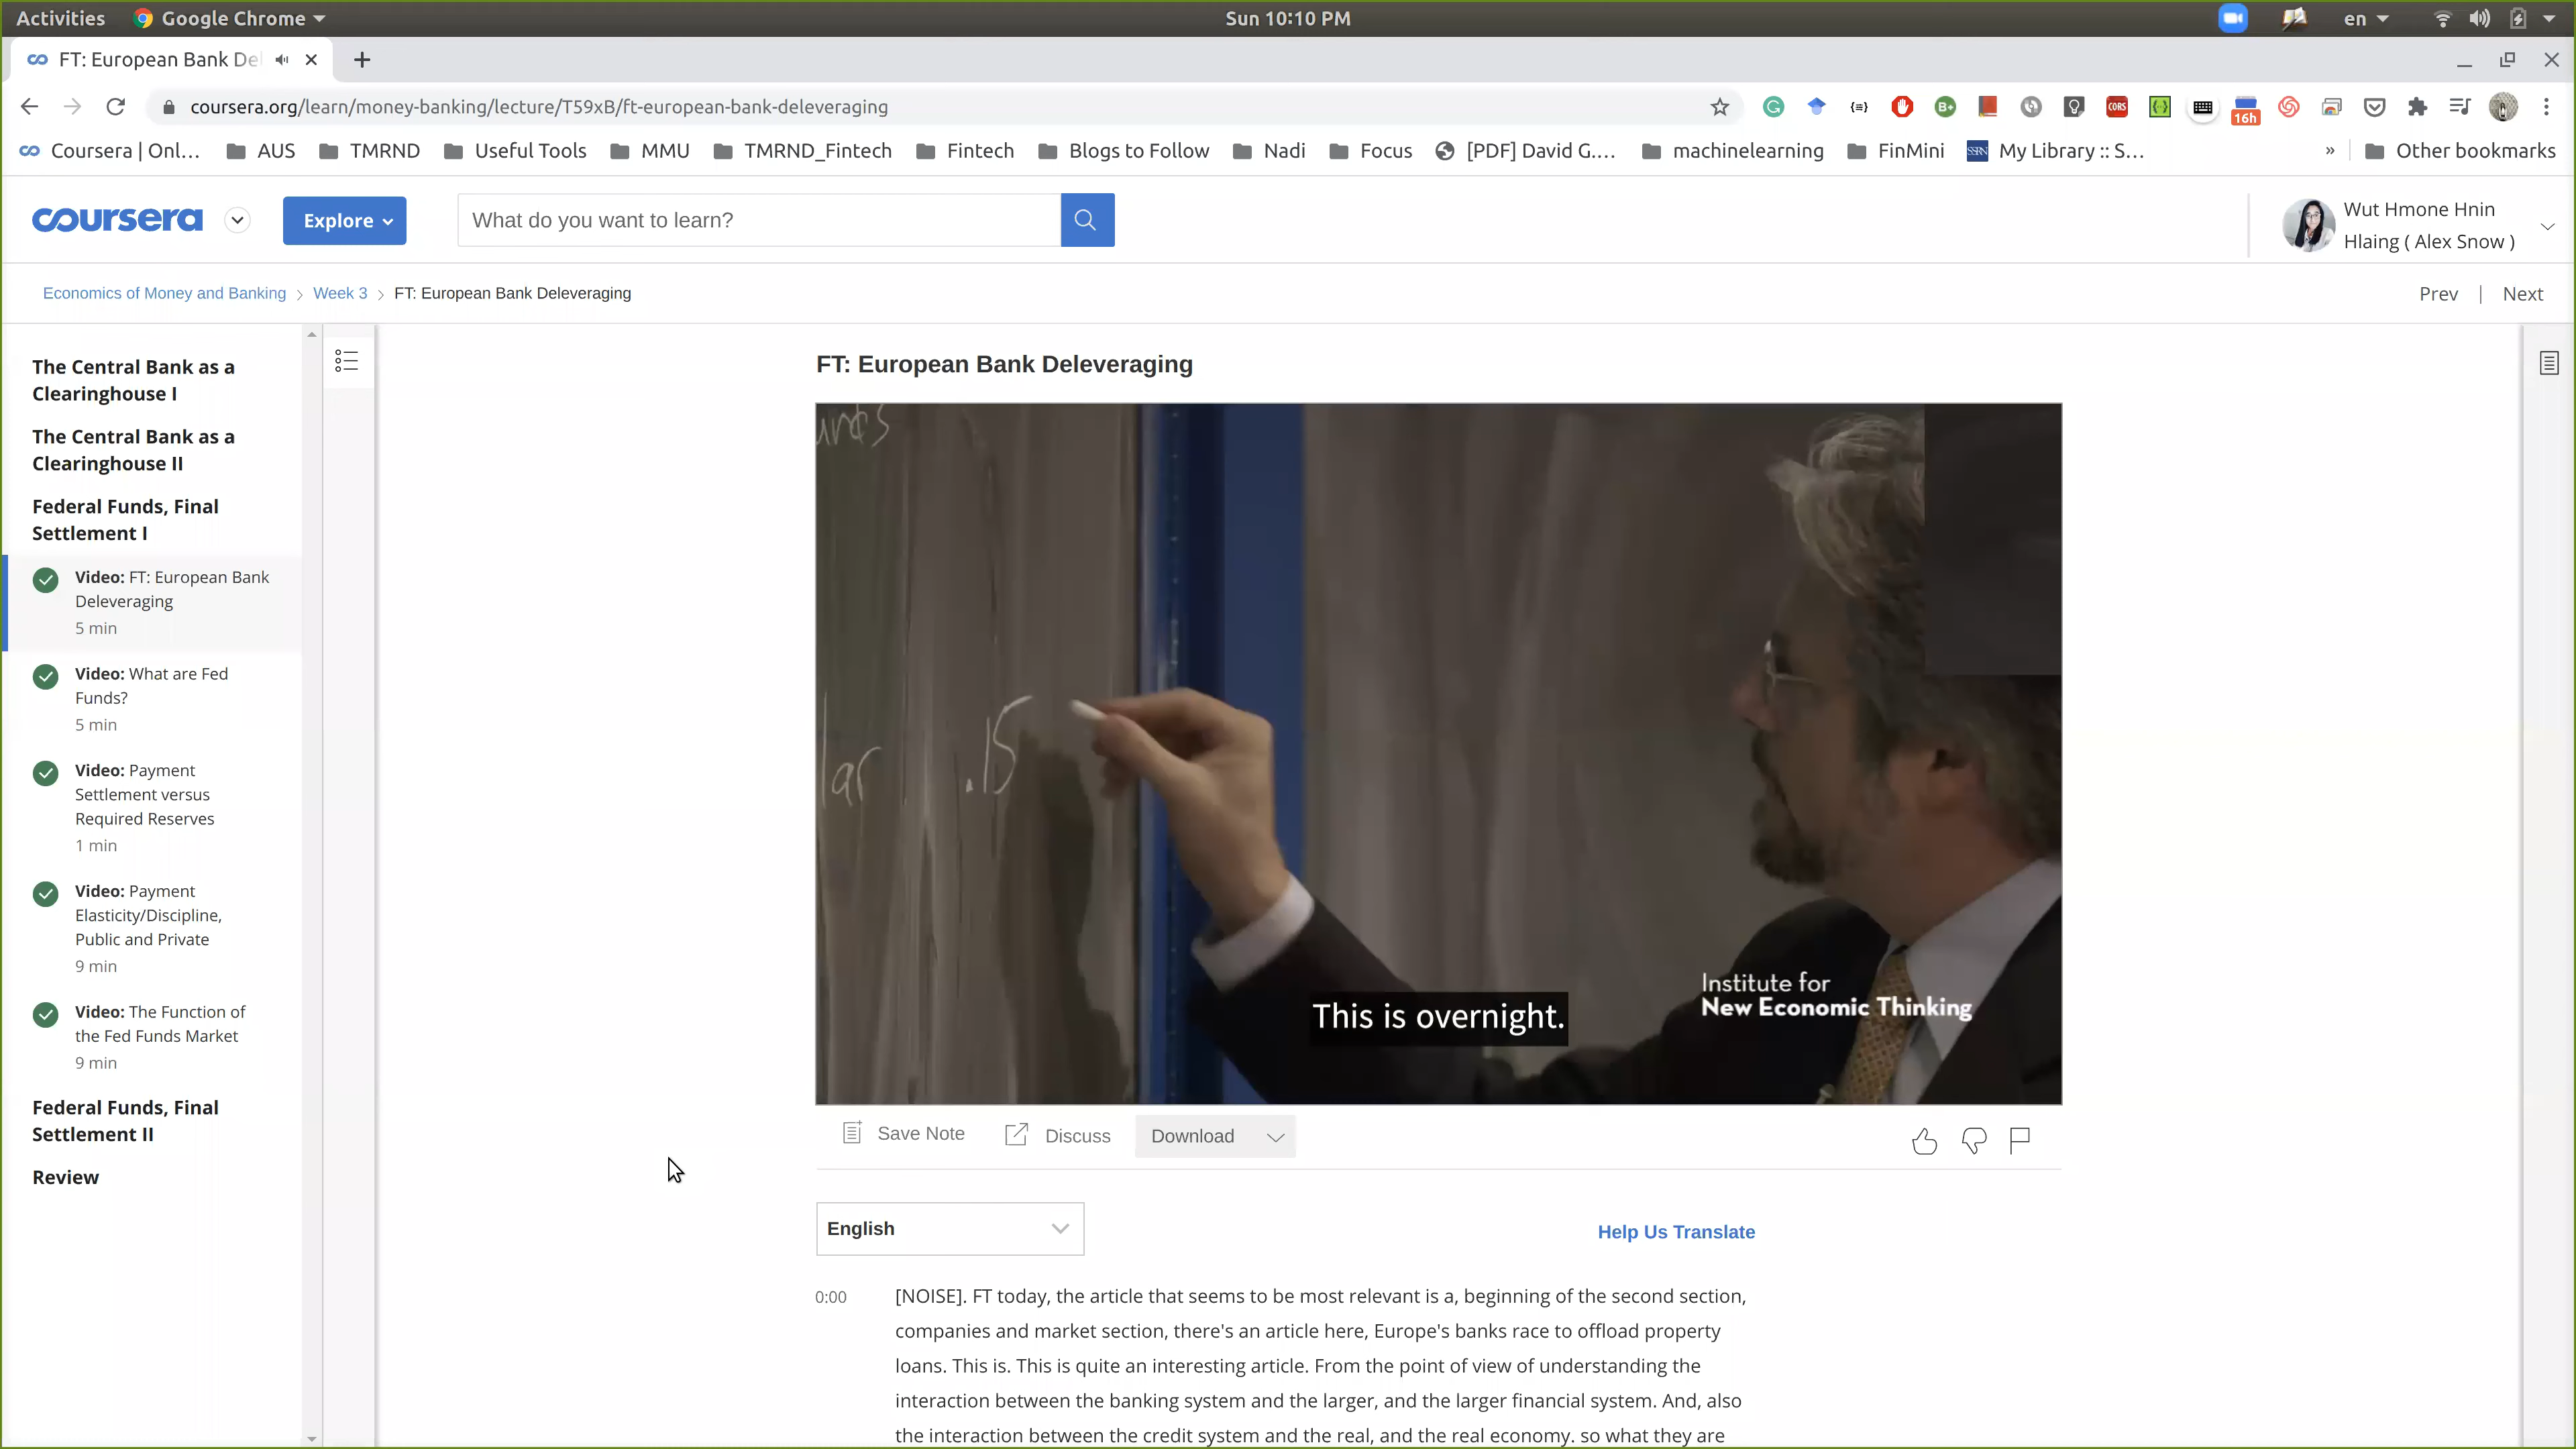 Activities Google Chrome Sun 10:10 PM en
FT: European Bank De
coursera.org/learn/money-banking/lecture/T59xB/ft-european-bank-deleveraging CORS 16h
Coursera | Onl... AUS TMRND Useful Tools MMU TMRND_Fintech Fintech Blogs to Follow Nadi Focus [PDF] David G.... machinelearning FinMini SSRN My Library :: S... » Other bookmarks
coursera Explore What do you want to learn?
Wut Hmone Hnin
Hlaing ( Alex Snow )
Economics of Money and Banking > Week 3 > FT: European Bank Deleveraging Prev | Next
The Central Bank as a
Clearinghouse I
The Central Bank as a
Clearinghouse II
Federal Funds, Final
Settlement I
Video: FT: European Bank
Deleveraging
5 min
Video: What are Fed
Funds?
5 min
Video: Payment
Settlement versus
Required Reserves
1 min
Video: Payment
Elasticity/Discipline,
Public and Private
9 min
Video: The Function of
the Fed Funds Market
9 min
Federal Funds, Final
Settlement II
Review
FT: European Bank Deleveraging
lar .15
This is overnight.
Institute for
New Economic Thinking
Save Note Discuss Download
English Help Us Translate
0:00 [NOISE]. FT today, the article that seems to be most relevant is a, beginning of the second section,
companies and market section, there's an article here, Europe's banks race to offload property
loans. This is. This is quite an interesting article. From the point of view of understanding the
interaction between the banking system and the larger, and the larger financial system. And, also
the interaction between the credit system and the real, and the real economy. so what they are